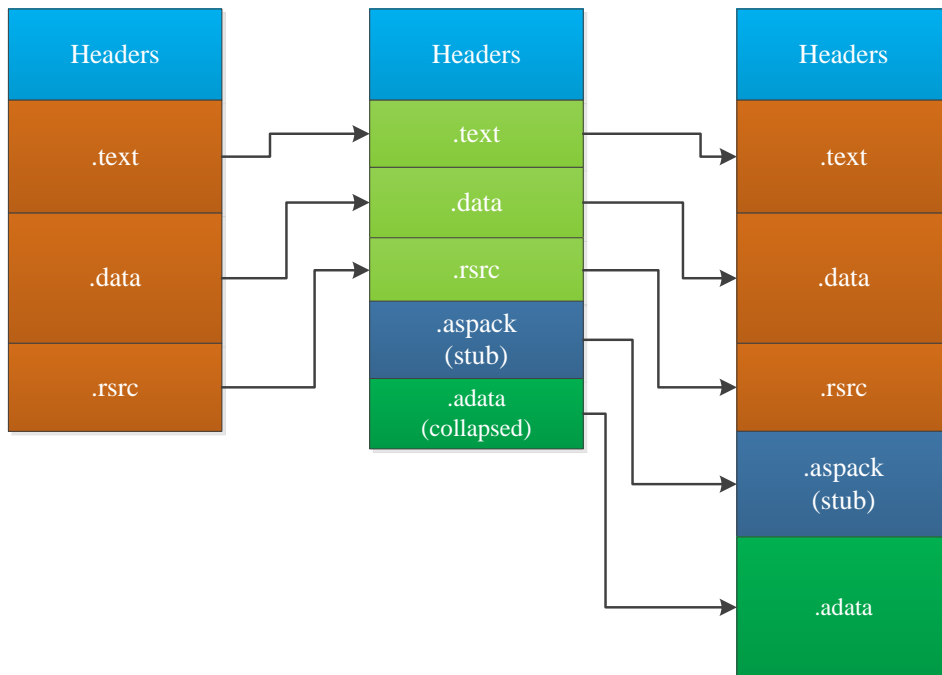 Headers
.text
.data
.rsrc
Headers
.text
.data
.rsrc
.aspack
(stub)
.adata
(collapsed)
Headers
.text
.data
.rsrc
.aspack
(stub)
.adata